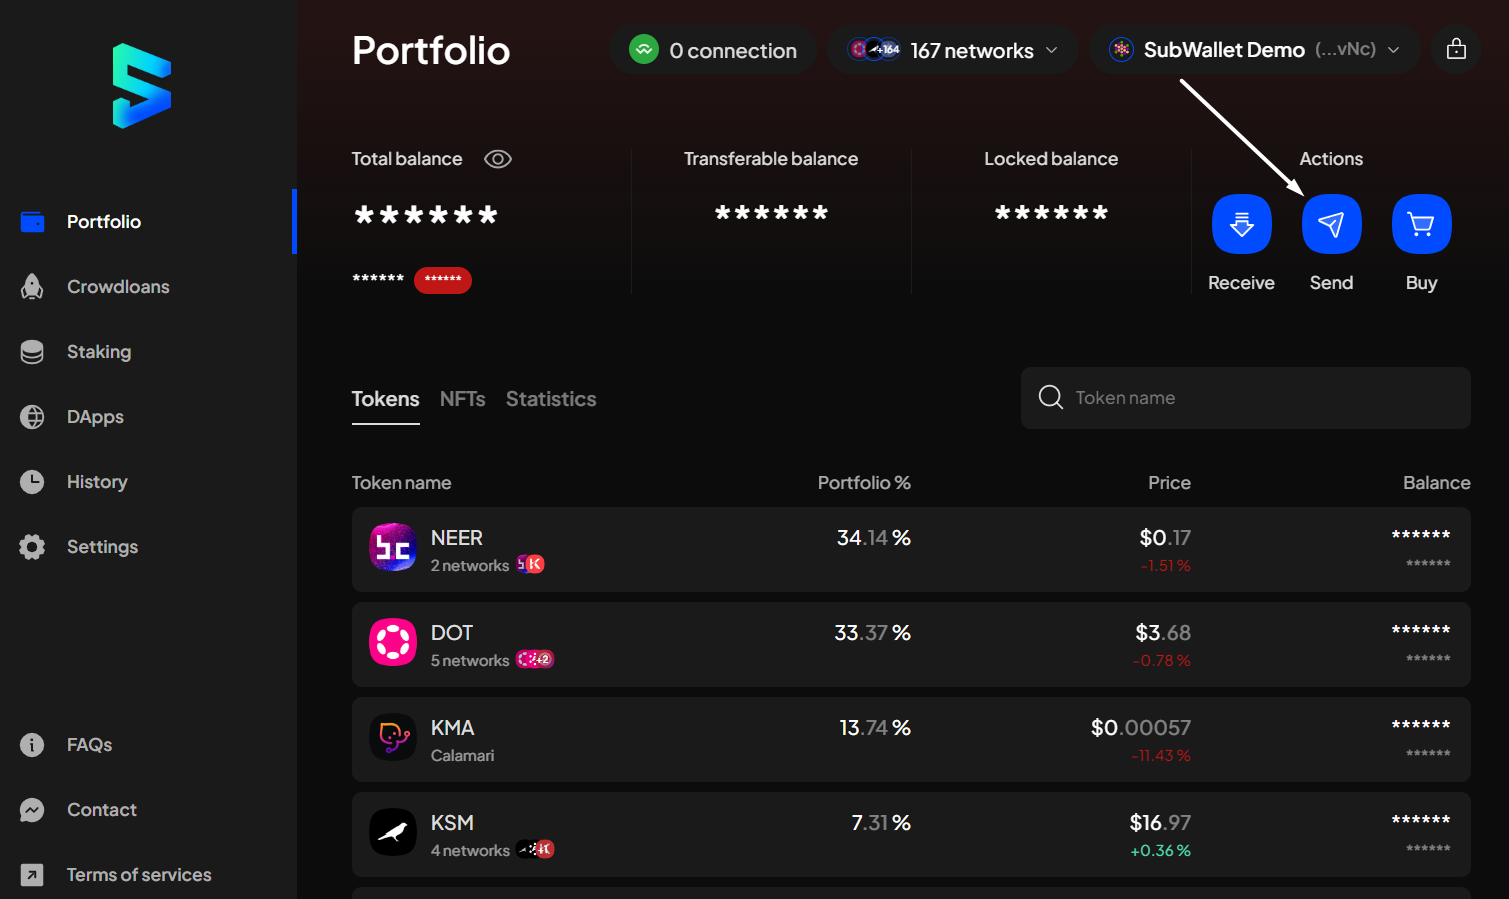 Portfolio
0 connection
+164
167 networks
SubWallet Demo (...vNc)
Portfolio
Crowdloans
Staking
DApps
History
Settings
FAQs
Contact
Terms of services
Total balance
******
****** ******
Transferable balance
******
Locked balance
******
Actions
Receive
Send
Buy
Tokens NFTs Statistics
Token name
Token name Portfolio % Price Balance
NEER 34.14 % $0.17 ******
2 networks -1.51 % ******
DOT 33.37 % $3.68 ******
5 networks +2 -0.78 % ******
KMA 13.74 % $0.00057 ******
Calamari -11.43 % ******
KSM 7.31 % $16.97 ******
4 networks +0.36 % ******